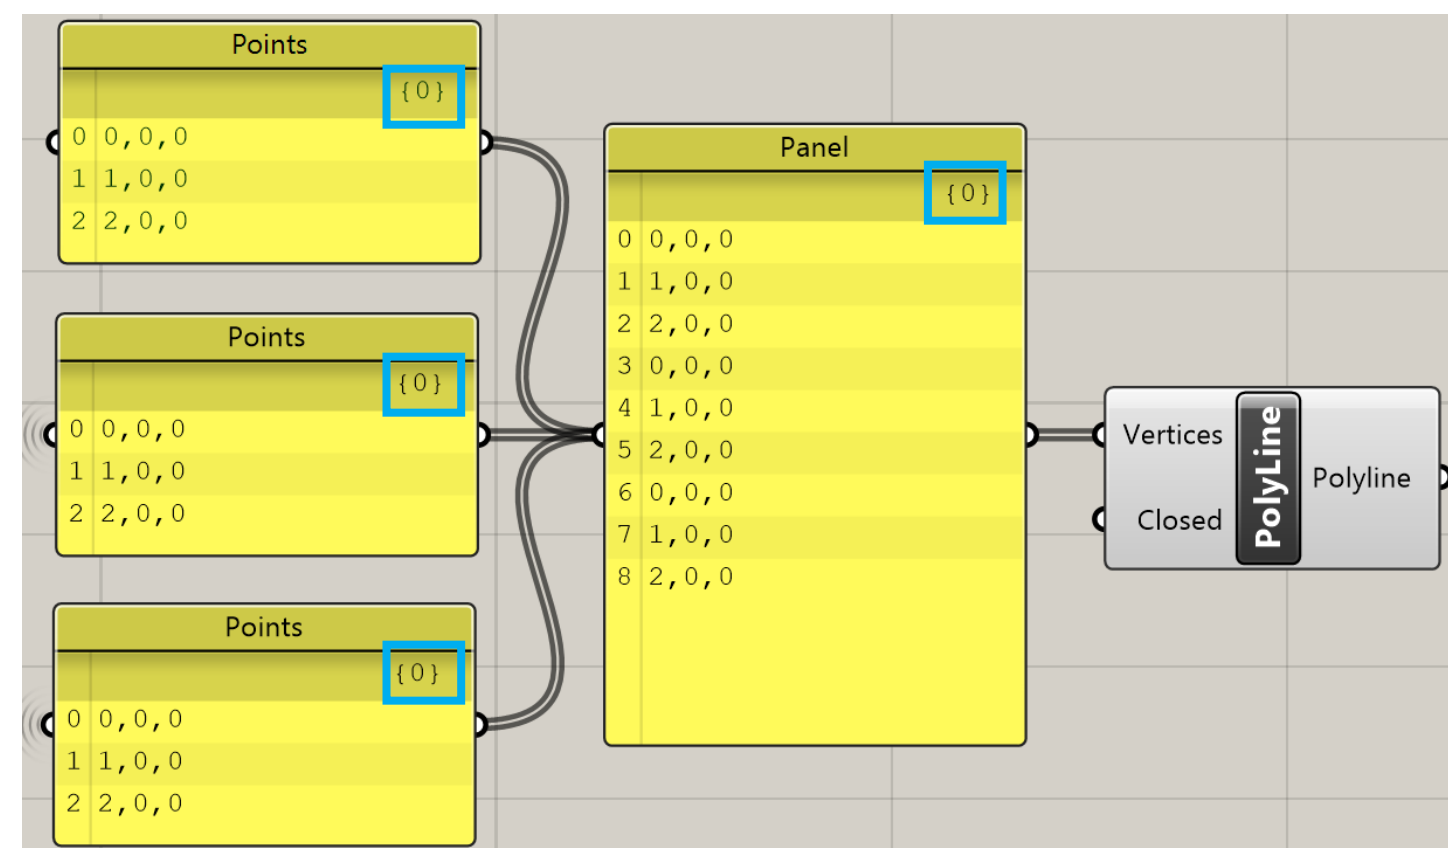 Points
{0}
0 0,0,0
1 1,0,0
2 2,0,0
Points
{0}
0 0,0,0
1 1,0,0
2 2,0,0
Points
{0}
0 0,0,0
1 1,0,0
2 2,0,0
Panel
{0}
0 0,0,0
1 1,0,0
2 2,0,0
3 0,0,0
4 1,0,0
5 2,0,0
6 0,0,0
7 1,0,0
8 2,0,0
Vertices
Closed
PolyLine
Polyline